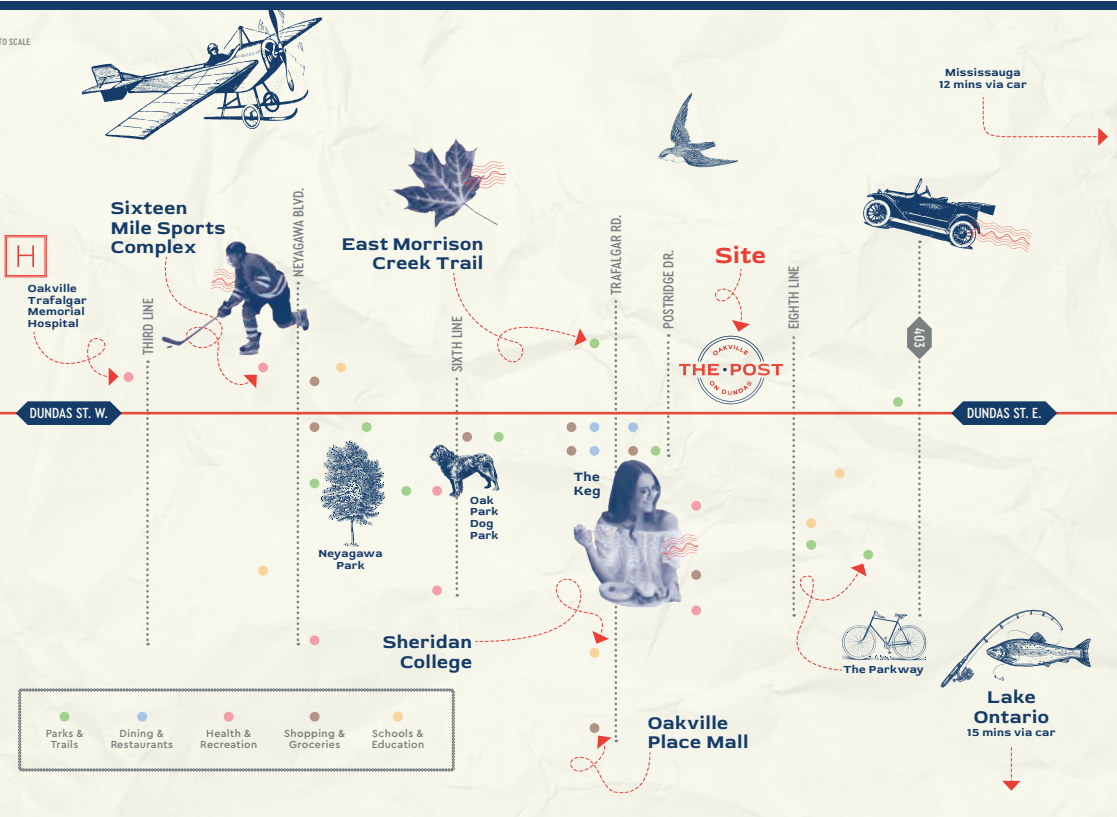 TO SCALE
Mississauga
12 mins via car
Sixteen
Mile Sports
Complex
NEYAGAWA BLVD.
East Morrison
Creek Trail
TRAFALGAR RD.
POSTRIDGE DR.
Site
EIGHTH LINE
H
Oakville
Trafalgar
Memorial
Hospital
THIRD LINE
SIXTH LINE
403
OAKVILLE
THE•POST
ON DUNDAS
DUNDAS ST. W.
DUNDAS ST. E.
The
Keg
Oak
Park
Dog
Park
Neyagawa
Park
Sheridan
College
The Parkway
Lake
Ontario
15 mins via car
Oakville
Place Mall
Parks &
Trails
Dining &
Restaurants
Health &
Recreation
Shopping &
Groceries
Schools &
Education